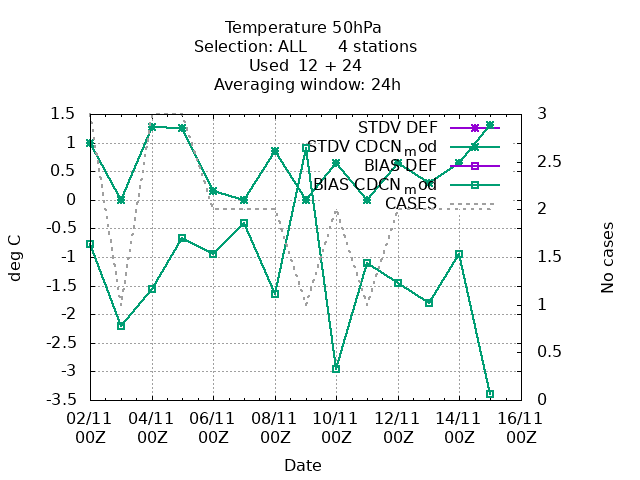 Temperature 50hPa
Selection: ALL 4 stations
Used 12 + 24
Averaging window: 24h
STDV DEF
STDV CDCNmod
BIAS DEF
BIAS CDCNmod
CASES
1.5
1
0.5
0
-0.5
-1
-1.5
-2
-2.5
-3
-3.5
deg C
3
2.5
2
1.5
1
0.5
0
No cases
02/11 04/11 06/11 08/11 10/11 12/11 14/11 16/11
00Z 00Z 00Z 00Z 00Z 00Z 00Z 00Z
Date